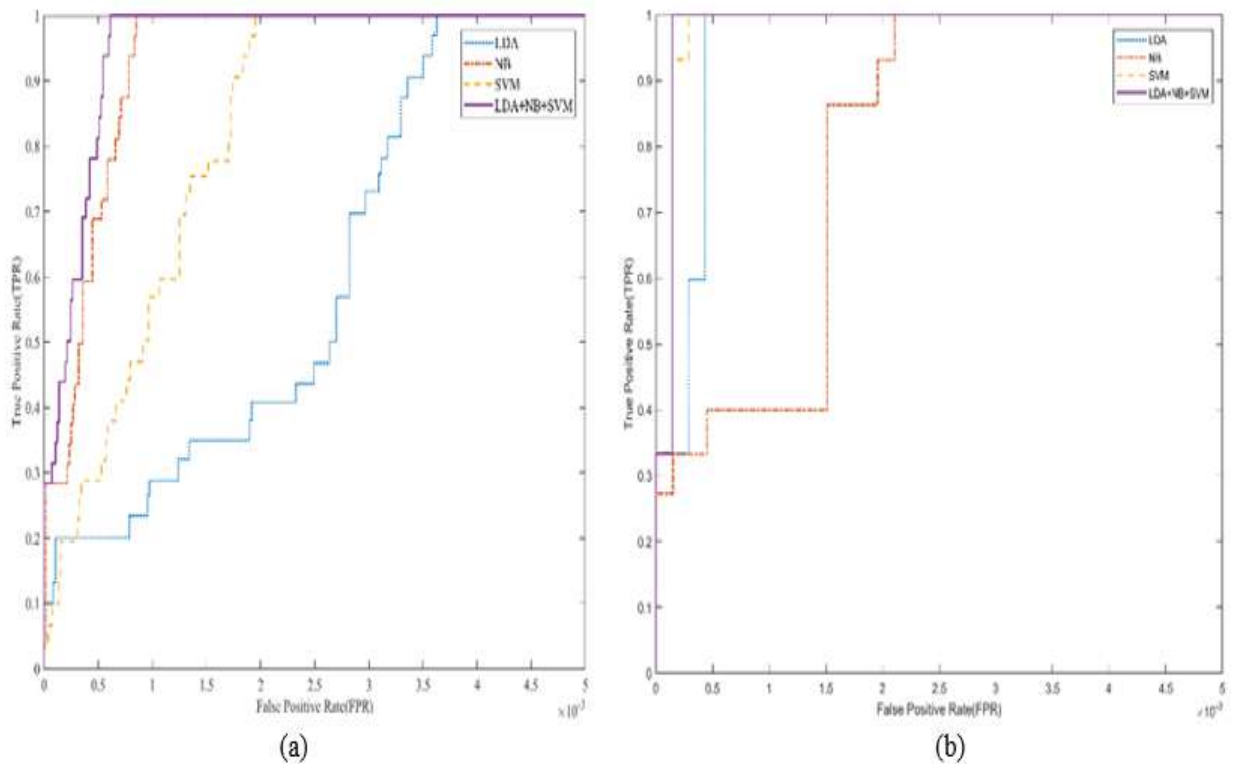 1
0.9
0.8
0.7
0.6
0.5
0.4
0.3
0.2
0.1
0
True Positive Rate(TPR)
LDA
NB
SVM
LDA+NB+SVM
0 0.5 1 1.5 2 2.5 3 3.5 4 4.5 5
False Positive Rate(FPR)
×10⁻³
(a)
1
0.9
0.8
0.7
0.6
0.5
0.4
0.3
0.2
0.1
0
True Positive Rate(TPR)
LDA
NB
SVM
LDA+NB+SVM
0 0.5 1 1.5 2 2.5 3 3.5 4 4.5 5
False Positive Rate(FPR)
×10⁻³
(b)